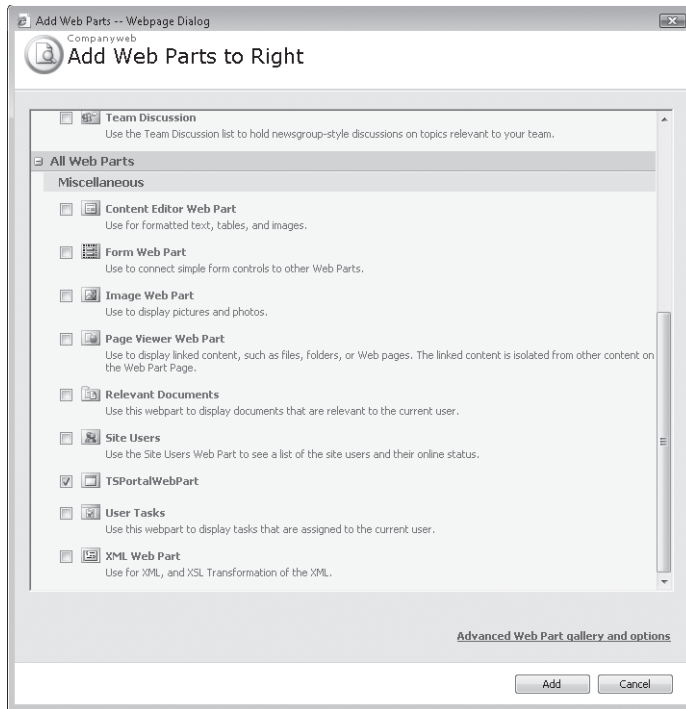 Add Web Parts -- Webpage Dialog
Companyweb
Add Web Parts to Right
Team Discussion
Use the Team Discussion list to hold newsgroup-style discussions on topics relevant to your team.
All Web Parts
Miscellaneous
Content Editor Web Part
Use for formatted text, tables, and images.
Form Web Part
Use to connect simple form controls to other Web Parts.
Image Web Part
Use to display pictures and photos.
Page Viewer Web Part
Use to display linked content, such as files, folders, or Web pages. The linked content is isolated from other content on
the Web Part Page.
Relevant Documents
Use this webpart to display documents that are relevant to the current user.
Site Users
Use the Site Users Web Part to see a list of the site users and their online status.
TSPortalWebPart
User Tasks
Use this webpart to display tasks that are assigned to the current user.
XML Web Part
Use for XML, and XSL Transformation of the XML.
Advanced Web Part gallery and options
Add Cancel